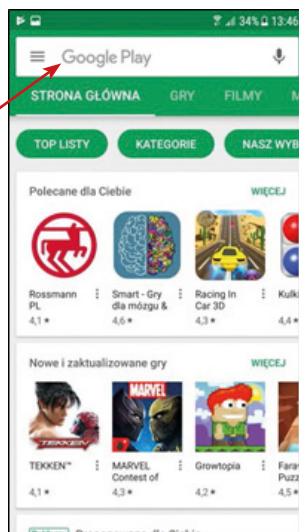 34% 13:46
Google Play
STRONA GŁÓWNA GRY FILMY
TOP LISTY KATEGORIE NASZ WYB
Polecane dla Ciebie WIĘCEJ
Rossmann PL
4,1★
Smart - Gry dla mózgu &
4,6★
Racing In Car 3D
4,3★
Kulki
4,4★
Nowe i zaktualizowane gry WIĘCEJ
TEKKEN
MARVEL
TEKKEN™
4,1★
MARVEL Contest of
4,3★
Growtopia
4,2★
Fara
Puzz
4,5★